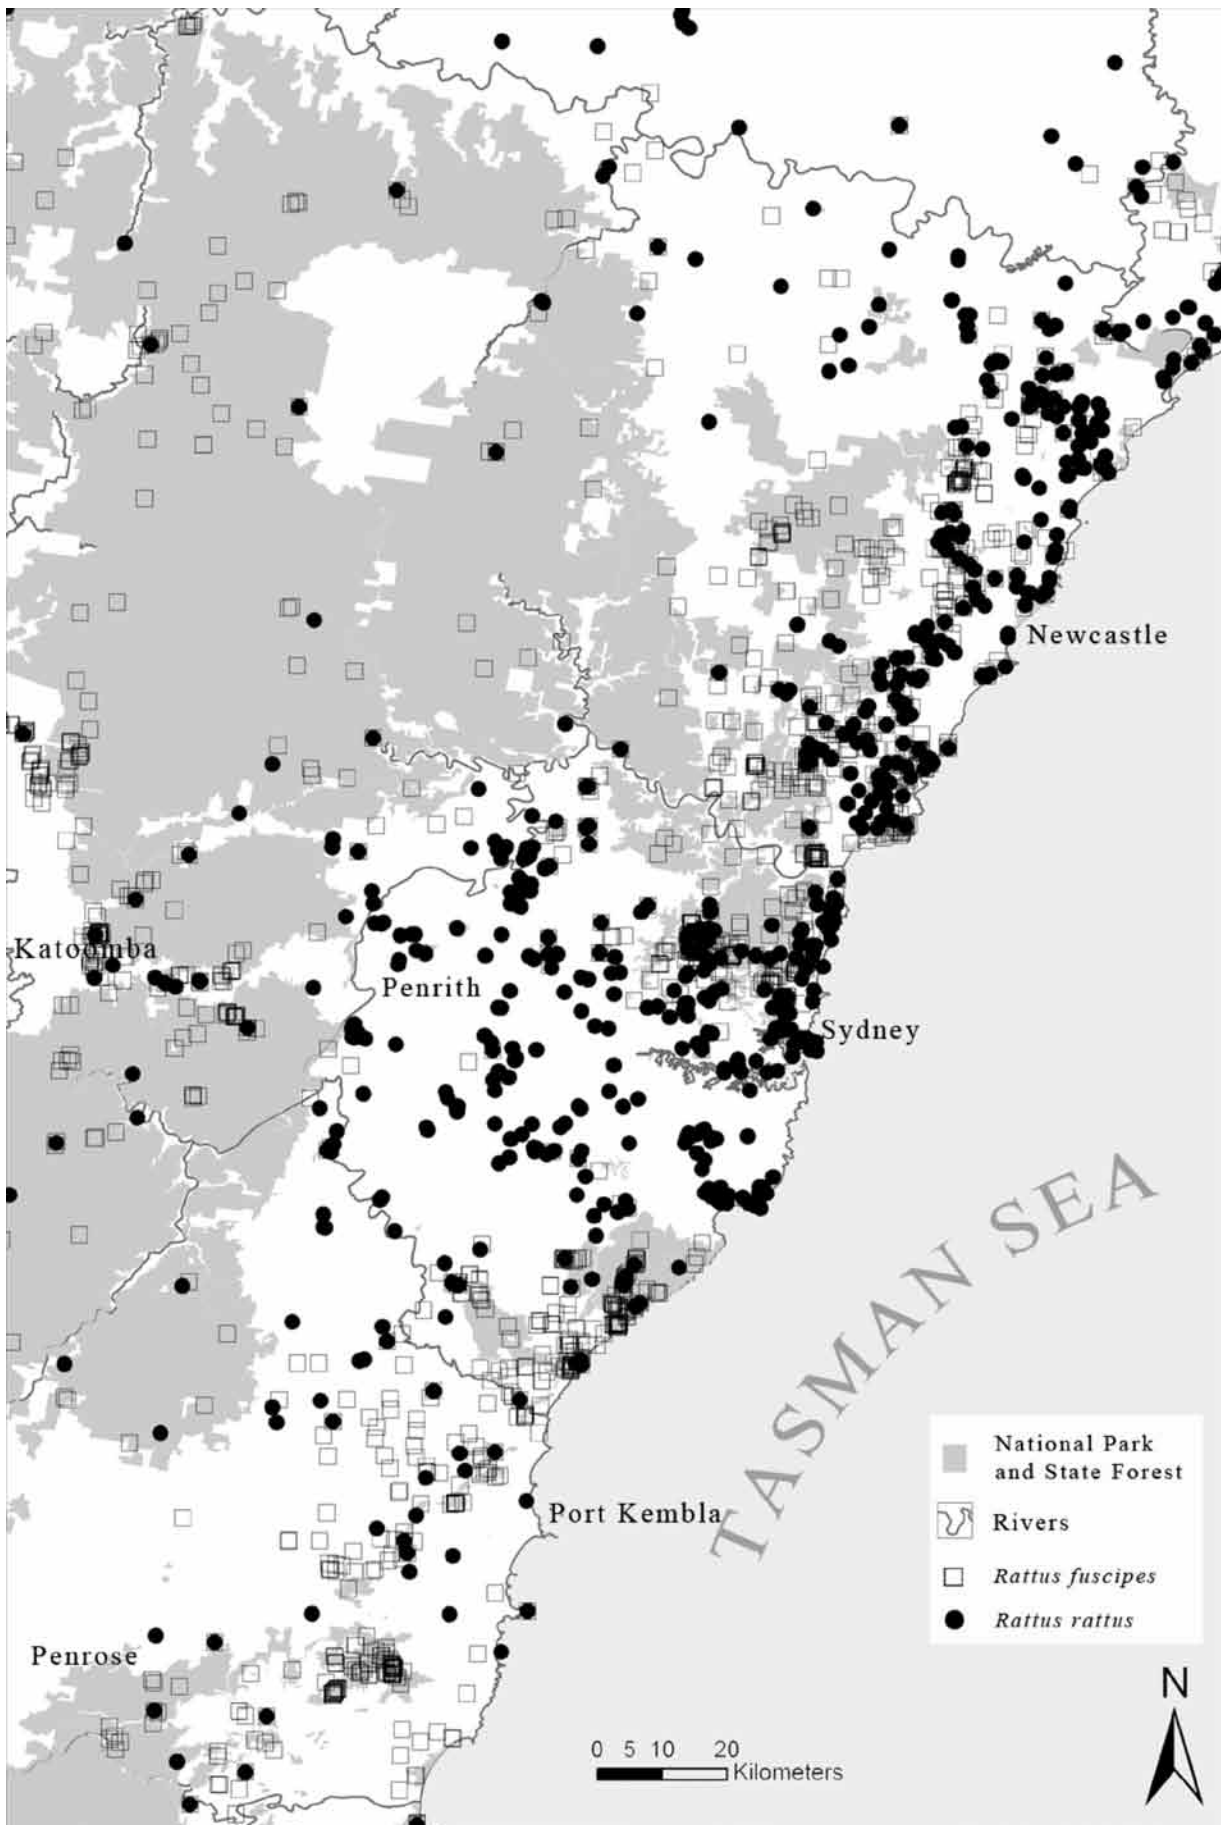 Newcastle
Katoomba
Penrith
Sydney
TASMAN SEA
National Park
and State Forest
Rivers
Port Kembla
Rattus fuscipes
Rattus rattus
Penrose
N
0 5 10 20
Kilometers